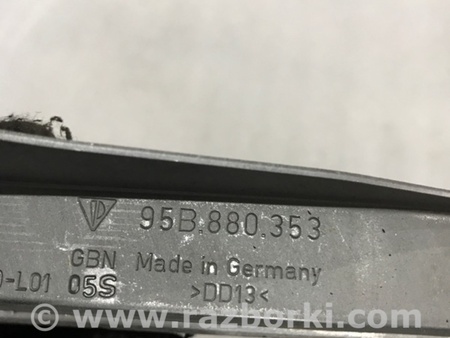 95B.880.353
GBN Made in Germany
-L01 05S >DD13<
© www.razborki.com